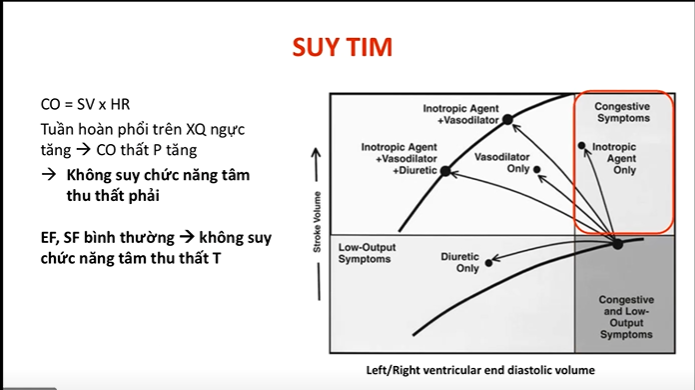 SUY TIM
CO = SV x HR
Tuần hoàn phổi trên XQ ngực
tăng → CO thất P tăng
→ Không suy chức năng tâm
thu thất phải
EF, SF bình thường → không suy
chức năng tâm thu thất T
Stroke Volume
Inotropic Agent
+Vasodilator
Congestive
Symptoms
Inotropic Agent
+Vasodilator
+Diuretic
Vasodilator
Only
Inotropic
Agent
Only
Low-Output
Symptoms
Diuretic
Only
Congestive
and Low-
Output
Symptoms
Left/Right ventricular end diastolic volume